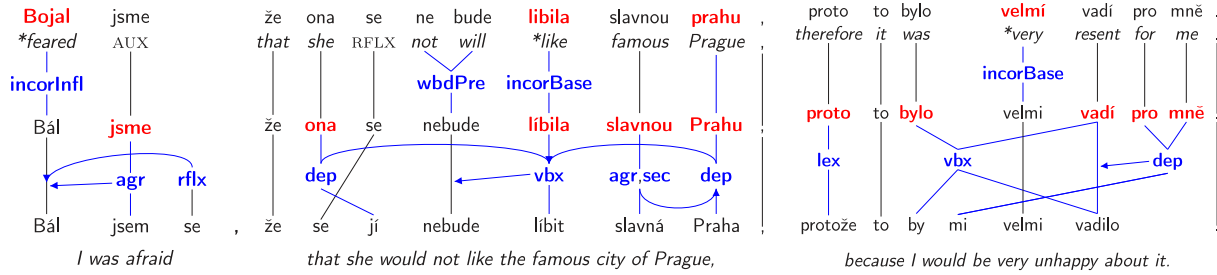 Bojal jsme že ona se ne bude libila slavnou prahu , proto to bylo velmí vadí pro mně .
*feared AUX that she RFLX not will *like famous Prague , therefore it was *very resent for me .
incorInfl wbdPre incorBase incorBase
Bál jsme že ona se nebude líbila slavnou Prahu , proto to bylo velmi vadí pro mně .
agr rflx dep vbx agr,sec dep lex vbx dep
Bál jsem se , že se jí nebude líbit slavná Praha , protože to by mi velmi vadilo .
I was afraid that she would not like the famous city of Prague, because I would be very unhappy about it.